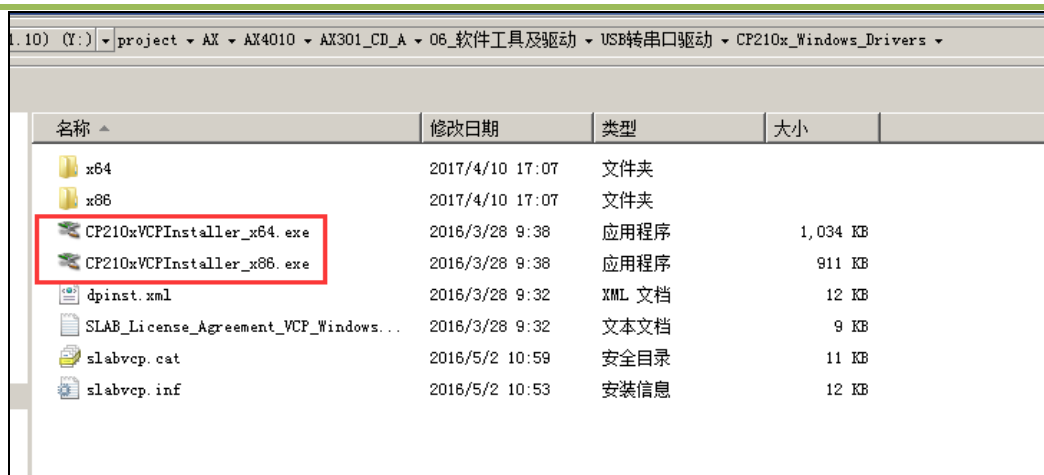 1.10) (Y:) project AX AX4010 AX301_CD_A 06_软件工具及驱动 USB转串口驱动 CP210x_Windows_Drivers
名称 修改日期 类型 大小
x64 2017/4/10 17:07 文件夹
x86 2017/4/10 17:07 文件夹
CP210xVCPInstaller_x64.exe 2016/3/28 9:38 应用程序 1,034 KB
CP210xVCPInstaller_x86.exe 2016/3/28 9:38 应用程序 911 KB
dpinst.xml 2016/3/28 9:32 XML 文档 12 KB
SLAB_License_Agreement_VCP_Windows... 2016/3/28 9:32 文本文档 9 KB
slabvcp.cat 2016/5/2 10:59 安全目录 11 KB
slabvcp.inf 2016/5/2 10:53 安装信息 12 KB